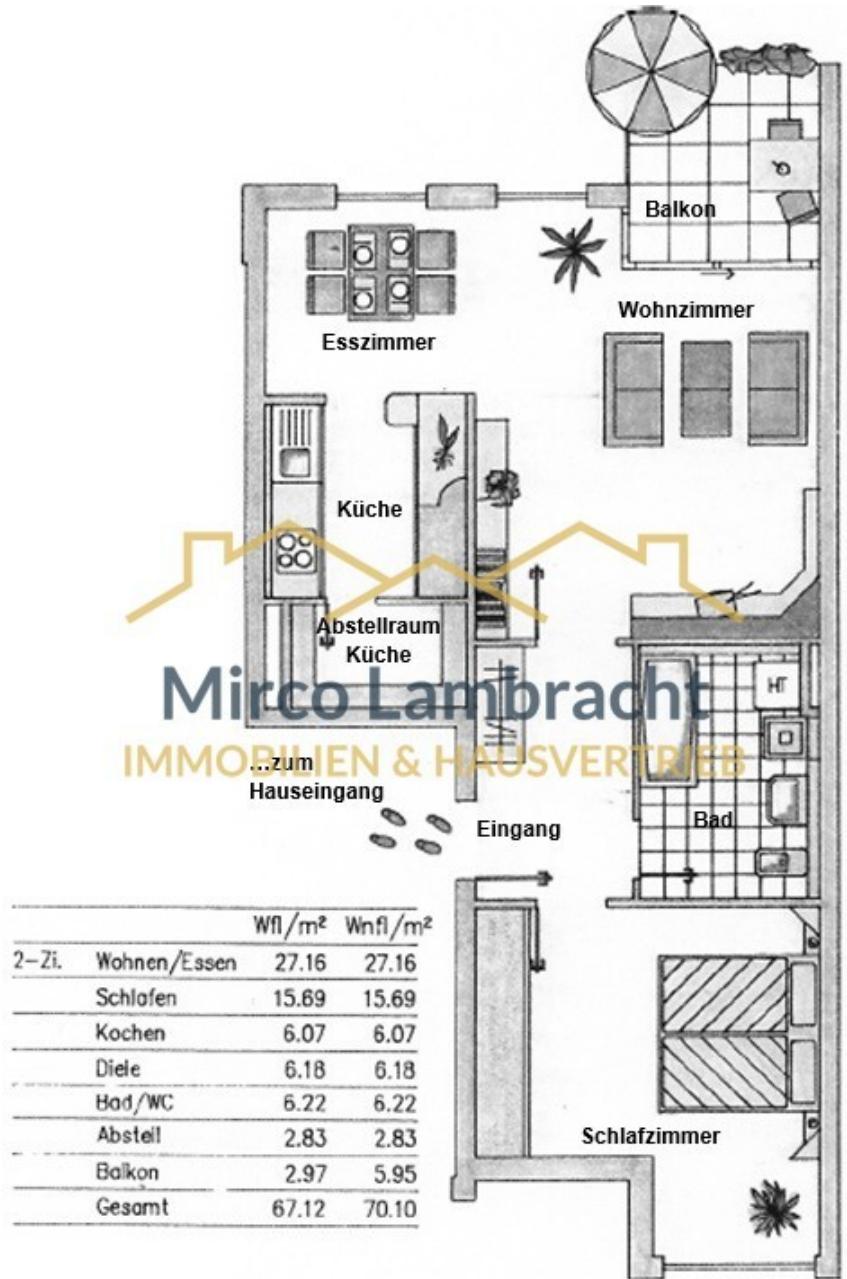 Balkon
Wohnzimmer
Esszimmer
Küche
Abstellraum
Küche
Mirco Lambracht
IMMOBILIEN & HAUSVERTRIEB
HT
...zum
Hauseingang
Eingang
Bad
Wfl/m² Wnfl/m²
2-Zi. Wohnen/Essen 27.16 27.16
Schlafen 15.69 15.69
Kochen 6.07 6.07
Diele 6.18 6.18
Bad/WC 6.22 6.22
Abstell 2.83 2.83
Balkon 2.97 5.95
Gesamt 67.12 70.10
Schlafzimmer